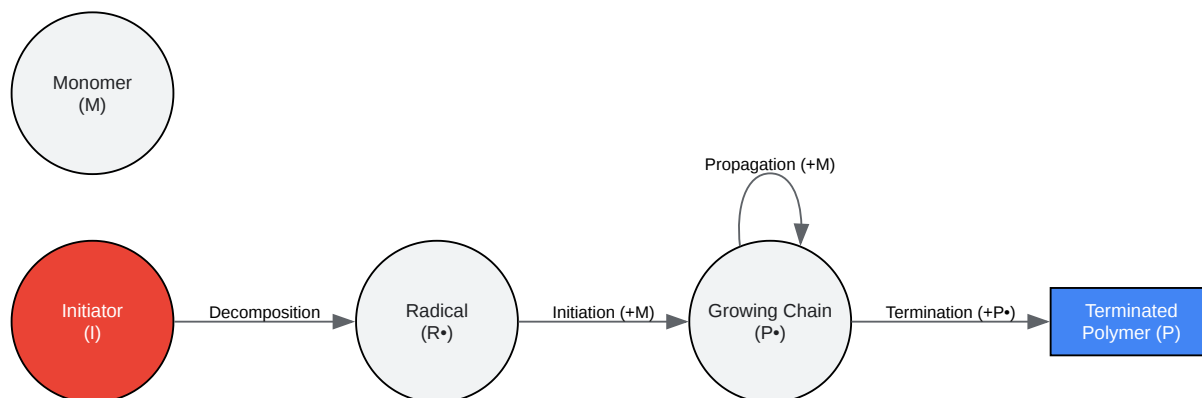 Monomer
(M)
Propagation (+M)
Initiator
(I)
Decomposition
Radical
(R•)
Initiation (+M)
Growing Chain
(P•)
Termination (+P•)
Terminated
Polymer (P)